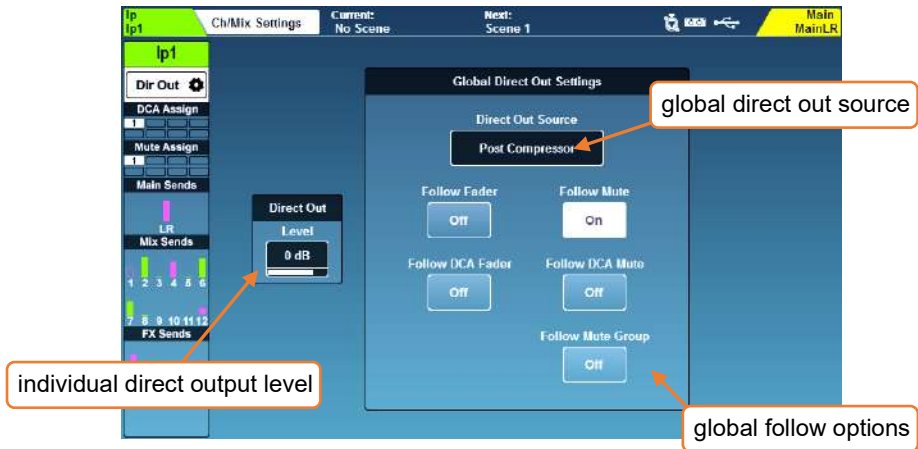 Ip
Ip1
Ch/Mix Settings
Current:
No Scene
Next:
Scene 1
Main
MainLR
Ip1
Dir Out
DCA Assign
1
Mute Assign
1
Main Sends
LR
Mix Sends
1 2 3 4 5 6
7 8 9 10 11 12
FX Sends
Direct Out
Level
0 dB
Global Direct Out Settings
Direct Out Source
Post Compressor
Follow Fader
Off
Follow Mute
On
Follow DCA Fader
Off
Follow DCA Mute
Off
Follow Mute Group
Off
global direct out source
individual direct output level
global follow options